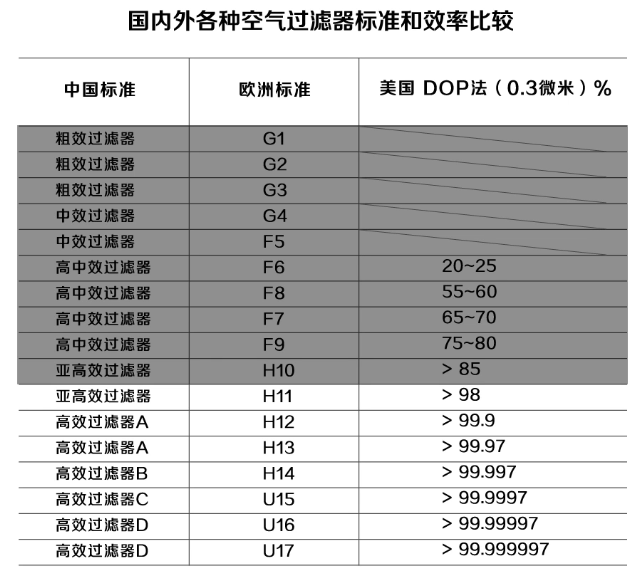 国内外各种空气过滤器标准和效率比较
中国标准 欧洲标准 美国 DOP法（0.3微米）%
粗效过滤器 G1
粗效过滤器 G2
粗效过滤器 G3
中效过滤器 G4
中效过滤器 F5
高中效过滤器 F6 20~25
高中效过滤器 F8 55~60
高中效过滤器 F7 65~70
高中效过滤器 F9 75~80
亚高效过滤器 H10 > 85
亚高效过滤器 H11 > 98
高效过滤器A H12 > 99.9
高效过滤器A H13 > 99.97
高效过滤器B H14 > 99.997
高效过滤器C U15 > 99.9997
高效过滤器D U16 > 99.99997
高效过滤器D U17 > 99.999997